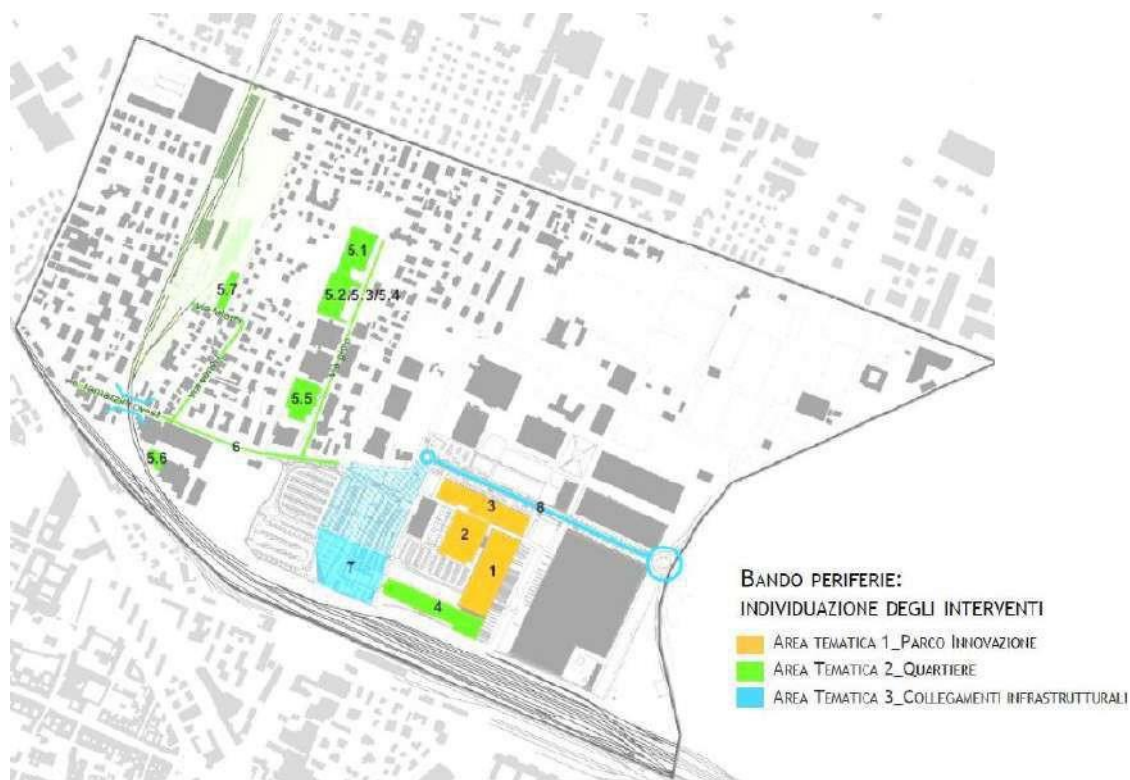 5.1
5.2/5.3/5.4
5.7
5.5
6
5.6
3
8
2
1
4
BANDO PERIFERIE:
INDIVIDUAZIONE DEGLI INTERVENTI
AREA TEMATICA 1_PARCO INNOVAZIONE
AREA TEMATICA 2_QUARTIERE
AREA TEMATICA 3_COLLEGAMENTI INFRASTRUTTURALI